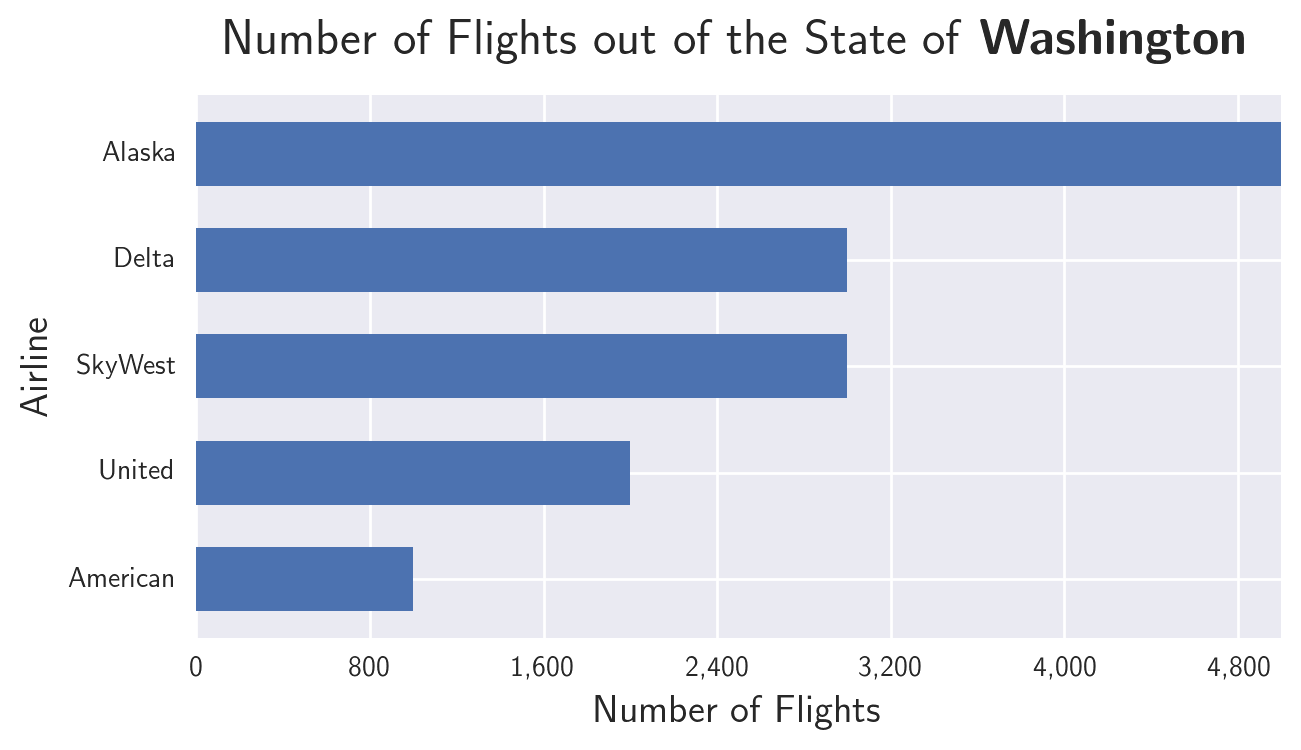 Number of Flights out of the State of Washington
Alaska
Delta
SkyWest
United
American
Airline
0 800 1,600 2,400 3,200 4,000 4,800
Number of Flights